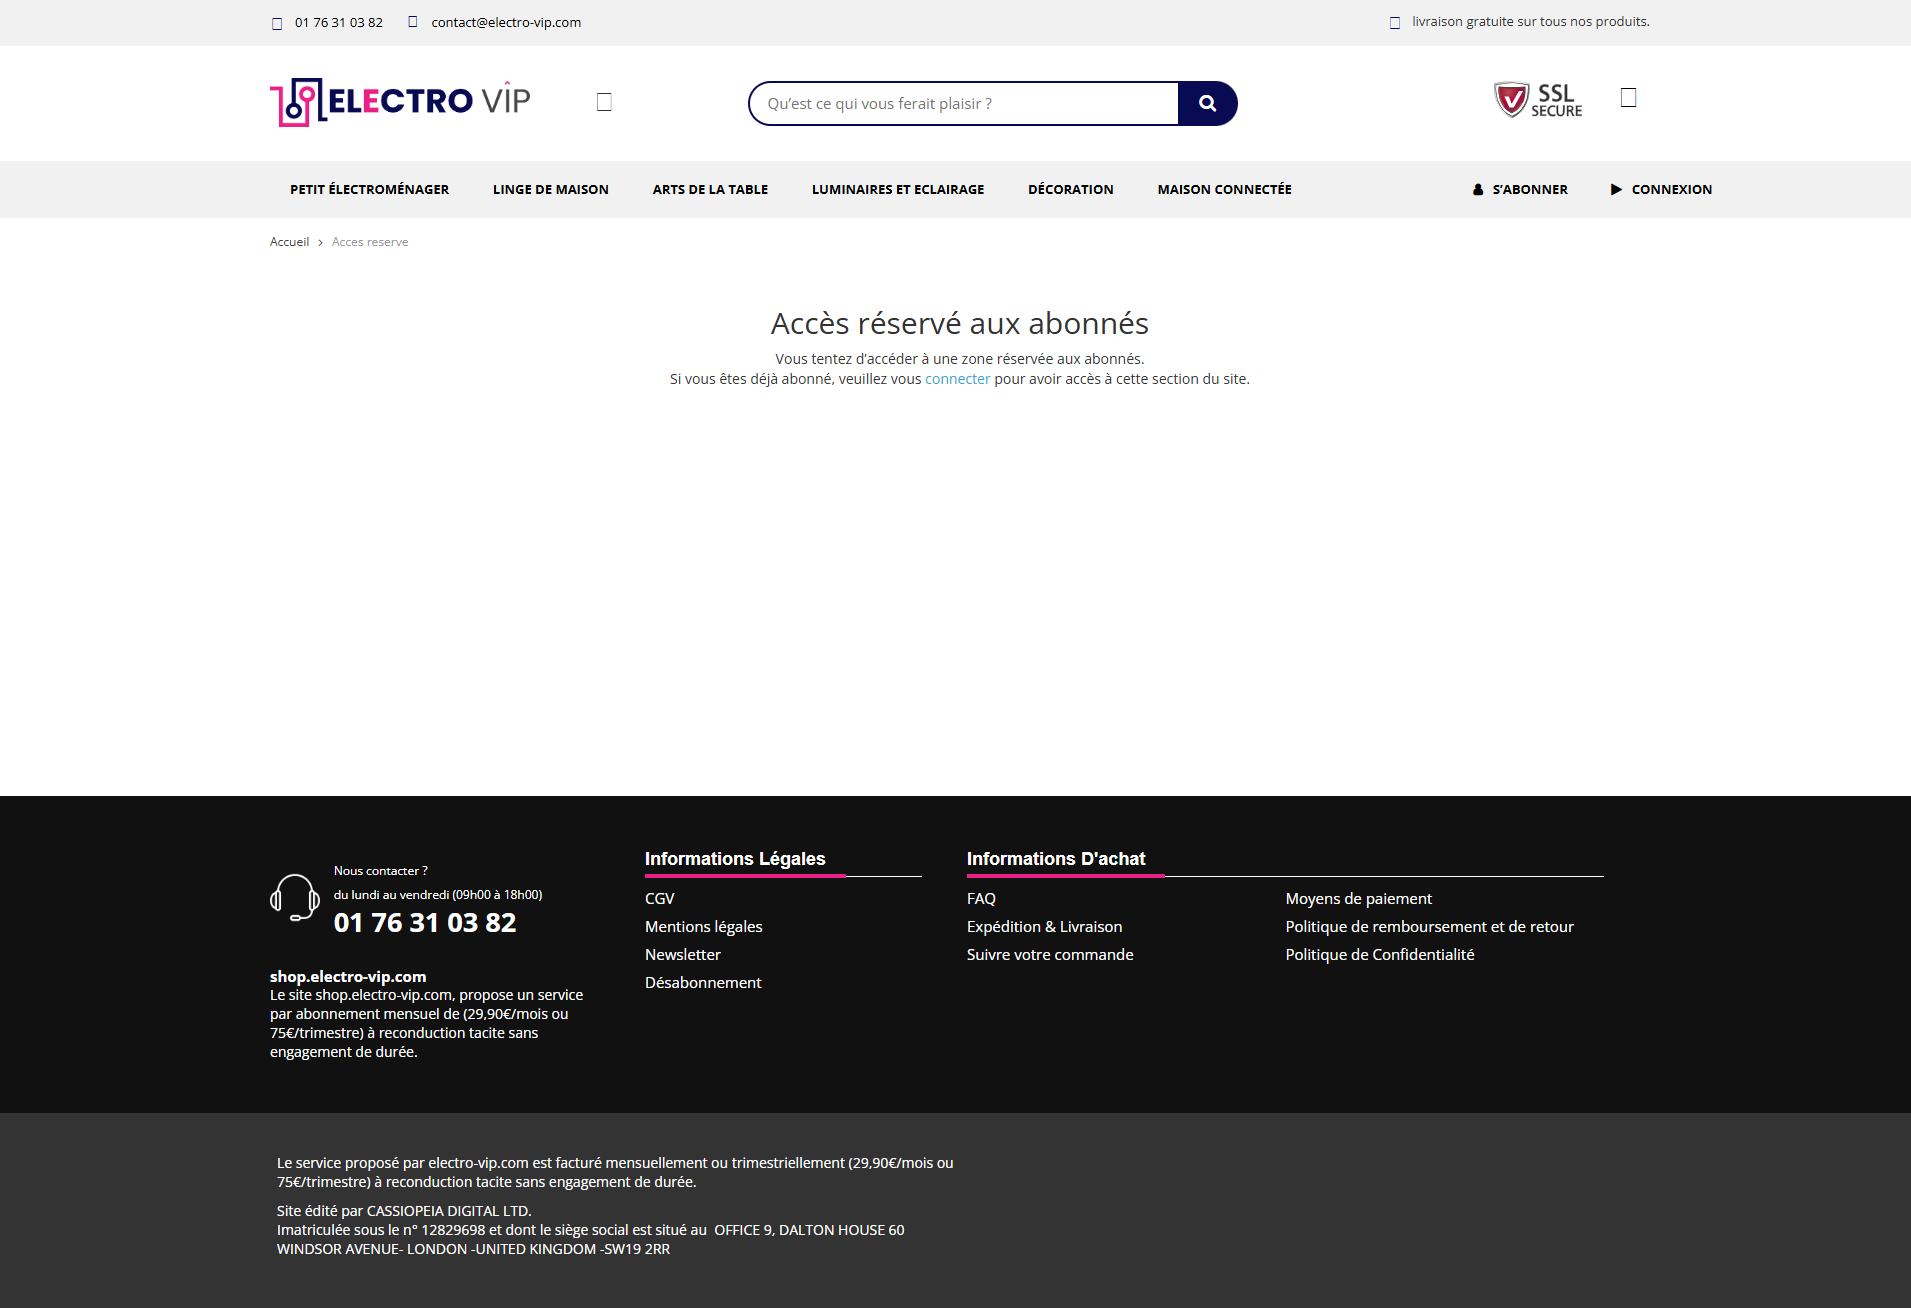 01 76 31 03 82
contact@electro-vip.com
livraison gratuite sur tous nos produits.
ELECTRO VIP
Qu’est ce qui vous ferait plaisir ?
SSL
SECURE
PETIT ÉLECTROMÉNAGER
LINGE DE MAISON
ARTS DE LA TABLE
LUMINAIRES ET ECLAIRAGE
DÉCORATION
MAISON CONNECTÉE
S’ABONNER
CONNEXION
Accueil > Acces reserve
Accès réservé aux abonnés
Vous tentez d’accéder à une zone réservée aux abonnés.
Si vous êtes déjà abonné, veuillez vous connecter pour avoir accès à cette section du site.
Nous contacter ?
du lundi au vendredi (09h00 à 18h00)
01 76 31 03 82
shop.electro-vip.com
Le site shop.electro-vip.com, propose un service
par abonnement mensuel de (29,90€/mois ou
75€/trimestre) à reconduction tacite sans
engagement de durée.
Informations Légales
CGV
Mentions légales
Newsletter
Désabonnement
Informations D'achat
FAQ
Expédition & Livraison
Suivre votre commande
Moyens de paiement
Politique de remboursement et de retour
Politique de Confidentialité
Le service proposé par electro-vip.com est facturé mensuellement ou trimestriellement (29,90€/mois ou
75€/trimestre) à reconduction tacite sans engagement de durée.
Site édité par CASSIOPEIA DIGITAL LTD.
Imatriculée sous le n° 12829698 et dont le siège social est situé au  OFFICE 9, DALTON HOUSE 60
WINDSOR AVENUE- LONDON -UNITED KINGDOM -SW19 2RR